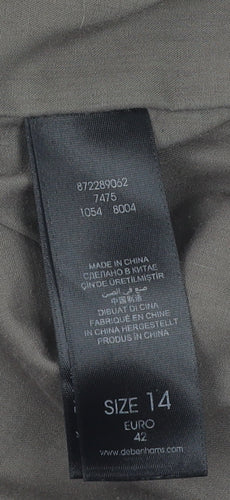 872289062
7475
1054 8004
MADE IN CHINA
СДЕЛАНО В КИТАЕ
ÇİN'DE ÜRETİLMİŞTİR
صنع في الصين
中国制造
DIBUAT DI CINA
FABRIQUÉ EN CHINE
IN CHINA HERGESTELLT
PRODUS IN CHINA
SIZE 14
EURO
42
www.debenhams.com